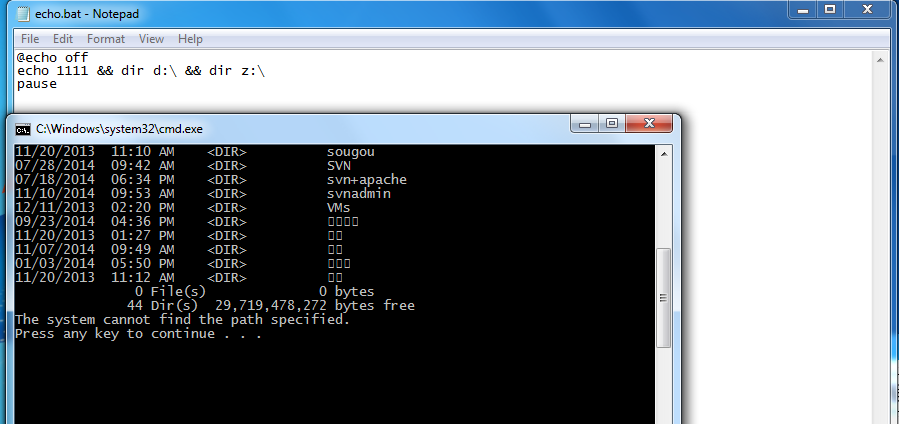 echo.bat - Notepad
File Edit Format View Help
@echo off
echo 1111 && dir d:\ && dir z:\
pause
C:\Windows\system32\cmd.exe
11/20/2013 11:10 AM <DIR> sougou
07/28/2014 09:42 AM <DIR> SVN
07/18/2014 06:34 PM <DIR> svn+apache
11/10/2014 09:53 AM <DIR> svnadmin
12/11/2013 02:20 PM <DIR> VMs
09/23/2014 04:36 PM <DIR>
11/20/2013 01:27 PM <DIR>
11/07/2014 09:49 AM <DIR>
01/03/2014 05:50 PM <DIR>
11/20/2013 11:12 AM <DIR>
0 File(s) 0 bytes
44 Dir(s) 29,719,478,272 bytes free
The system cannot find the path specified.
Press any key to continue . . .